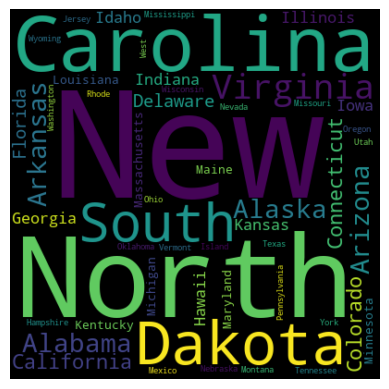 Jersey
Mississippi
Idaho
Illinois
Carolina
Wyoming
West
Louisiana
Indiana
Wisconsin
Virginia
Florida
Washington
Arkansas
Rhode
Massachusetts
Delaware
Nevada
Missouri
Iowa
New
Oregon
Utah
Maine
Connecticut
Ohio
Georgia
South
Alaska
Kansas
Arizona
Oklahoma
Vermont
Island
Texas
North
Michigan
Hawaii
Maryland
Pennsylvania
Colorado
Minnesota
Hampshire
Kentucky
York
Alabama
Dakota
California
Mexico
Nebraska
Montana
Tennessee